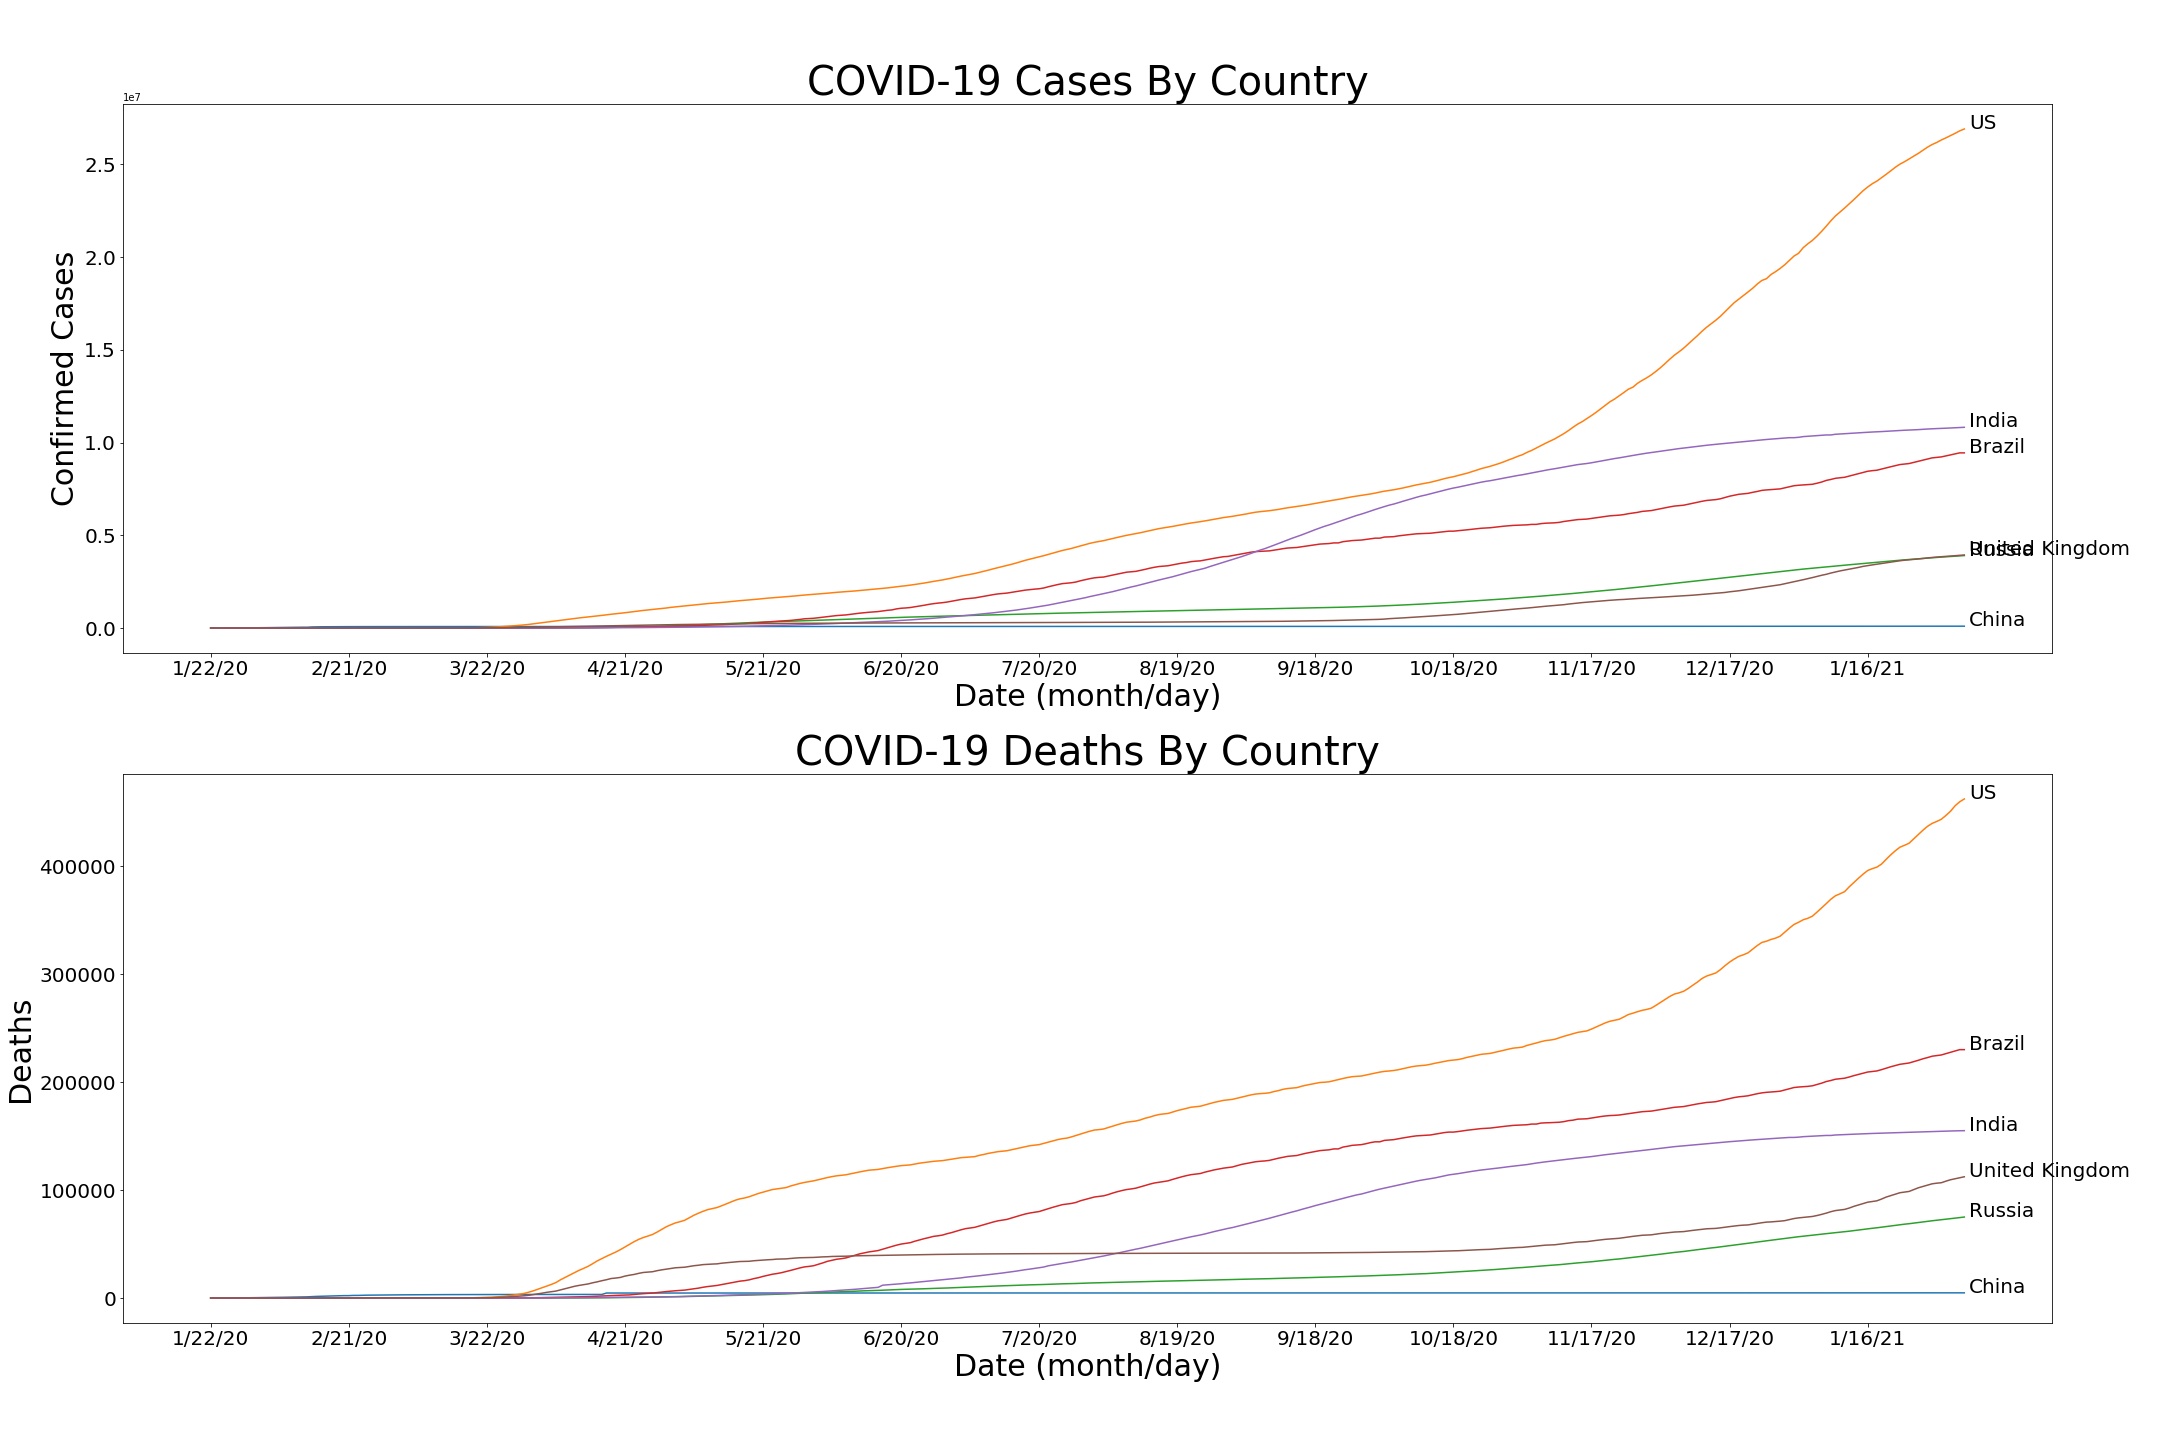 COVID-19 Cases By Country
1e7
US
2.5
2.0
Confirmed Cases
1.5
India
1.0
Brazil
0.5
United Kingdom
Russia
China
0.0
1/22/20 2/21/20 3/22/20 4/21/20 5/21/20 6/20/20 7/20/20 8/19/20 9/18/20 10/18/20 11/17/20 12/17/20 1/16/21
Date (month/day)
COVID-19 Deaths By Country
US
400000
300000
Deaths
Brazil
200000
India
United Kingdom
100000
Russia
China
0
1/22/20 2/21/20 3/22/20 4/21/20 5/21/20 6/20/20 7/20/20 8/19/20 9/18/20 10/18/20 11/17/20 12/17/20 1/16/21
Date (month/day)